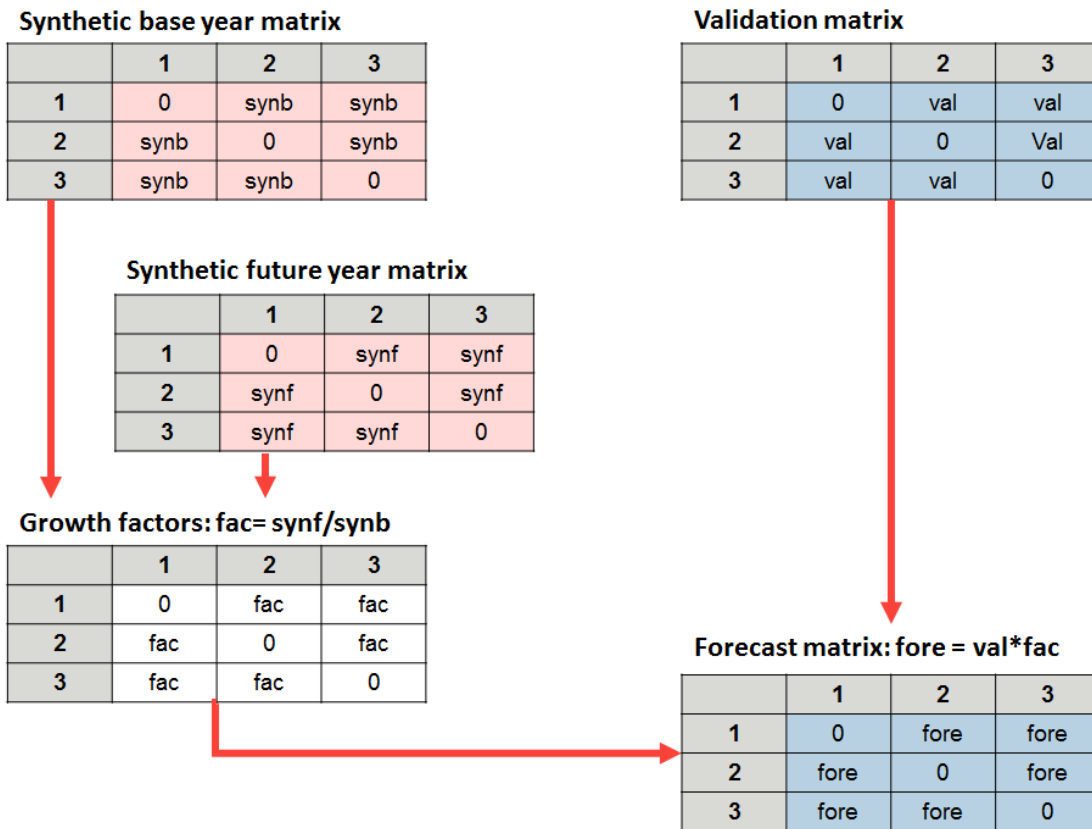 Synthetic base year matrix
1 2 3
1 0 synb synb
2 synb 0 synb
3 synb synb 0
Validation matrix
1 2 3
1 0 val val
2 val 0 Val
3 val val 0
Synthetic future year matrix
1 2 3
1 0 synf synf
2 synf 0 synf
3 synf synf 0
Growth factors: fac= synf/synb
1 2 3
1 0 fac fac
2 fac 0 fac
3 fac fac 0
Forecast matrix: fore = val*fac
1 2 3
1 0 fore fore
2 fore 0 fore
3 fore fore 0